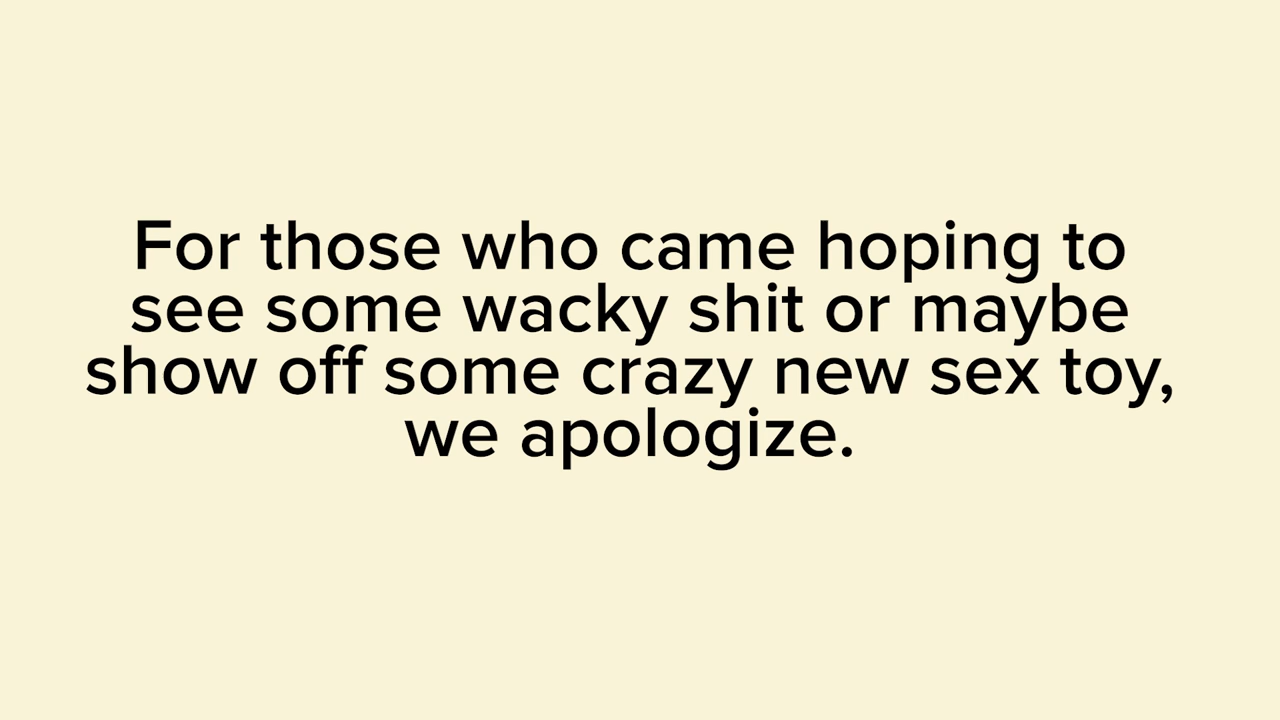 For those who came hoping to
see some wacky shit or maybe
show off some crazy new sex toy,
we apologize.